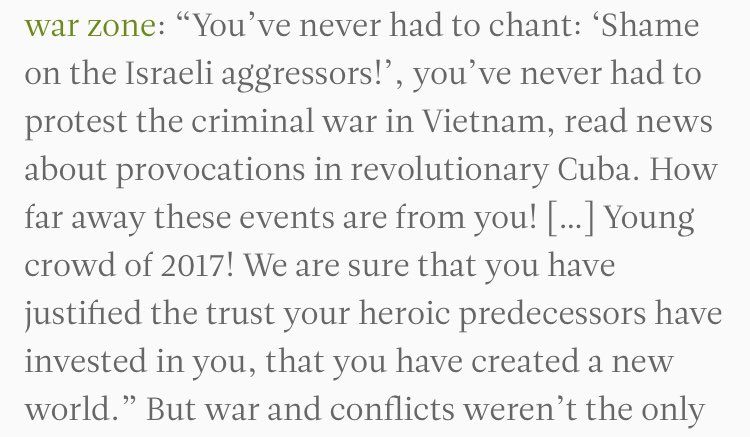 war zone: “You’ve never had to chant: ‘Shame
on the Israeli aggressors!’, you’ve never had to
protest the criminal war in Vietnam, read news
about provocations in revolutionary Cuba. How
far away these events are from you! […] Young
crowd of 2017! We are sure that you have
justified the trust your heroic predecessors have
invested in you, that you have created a new
world.” But war and conflicts weren’t the only